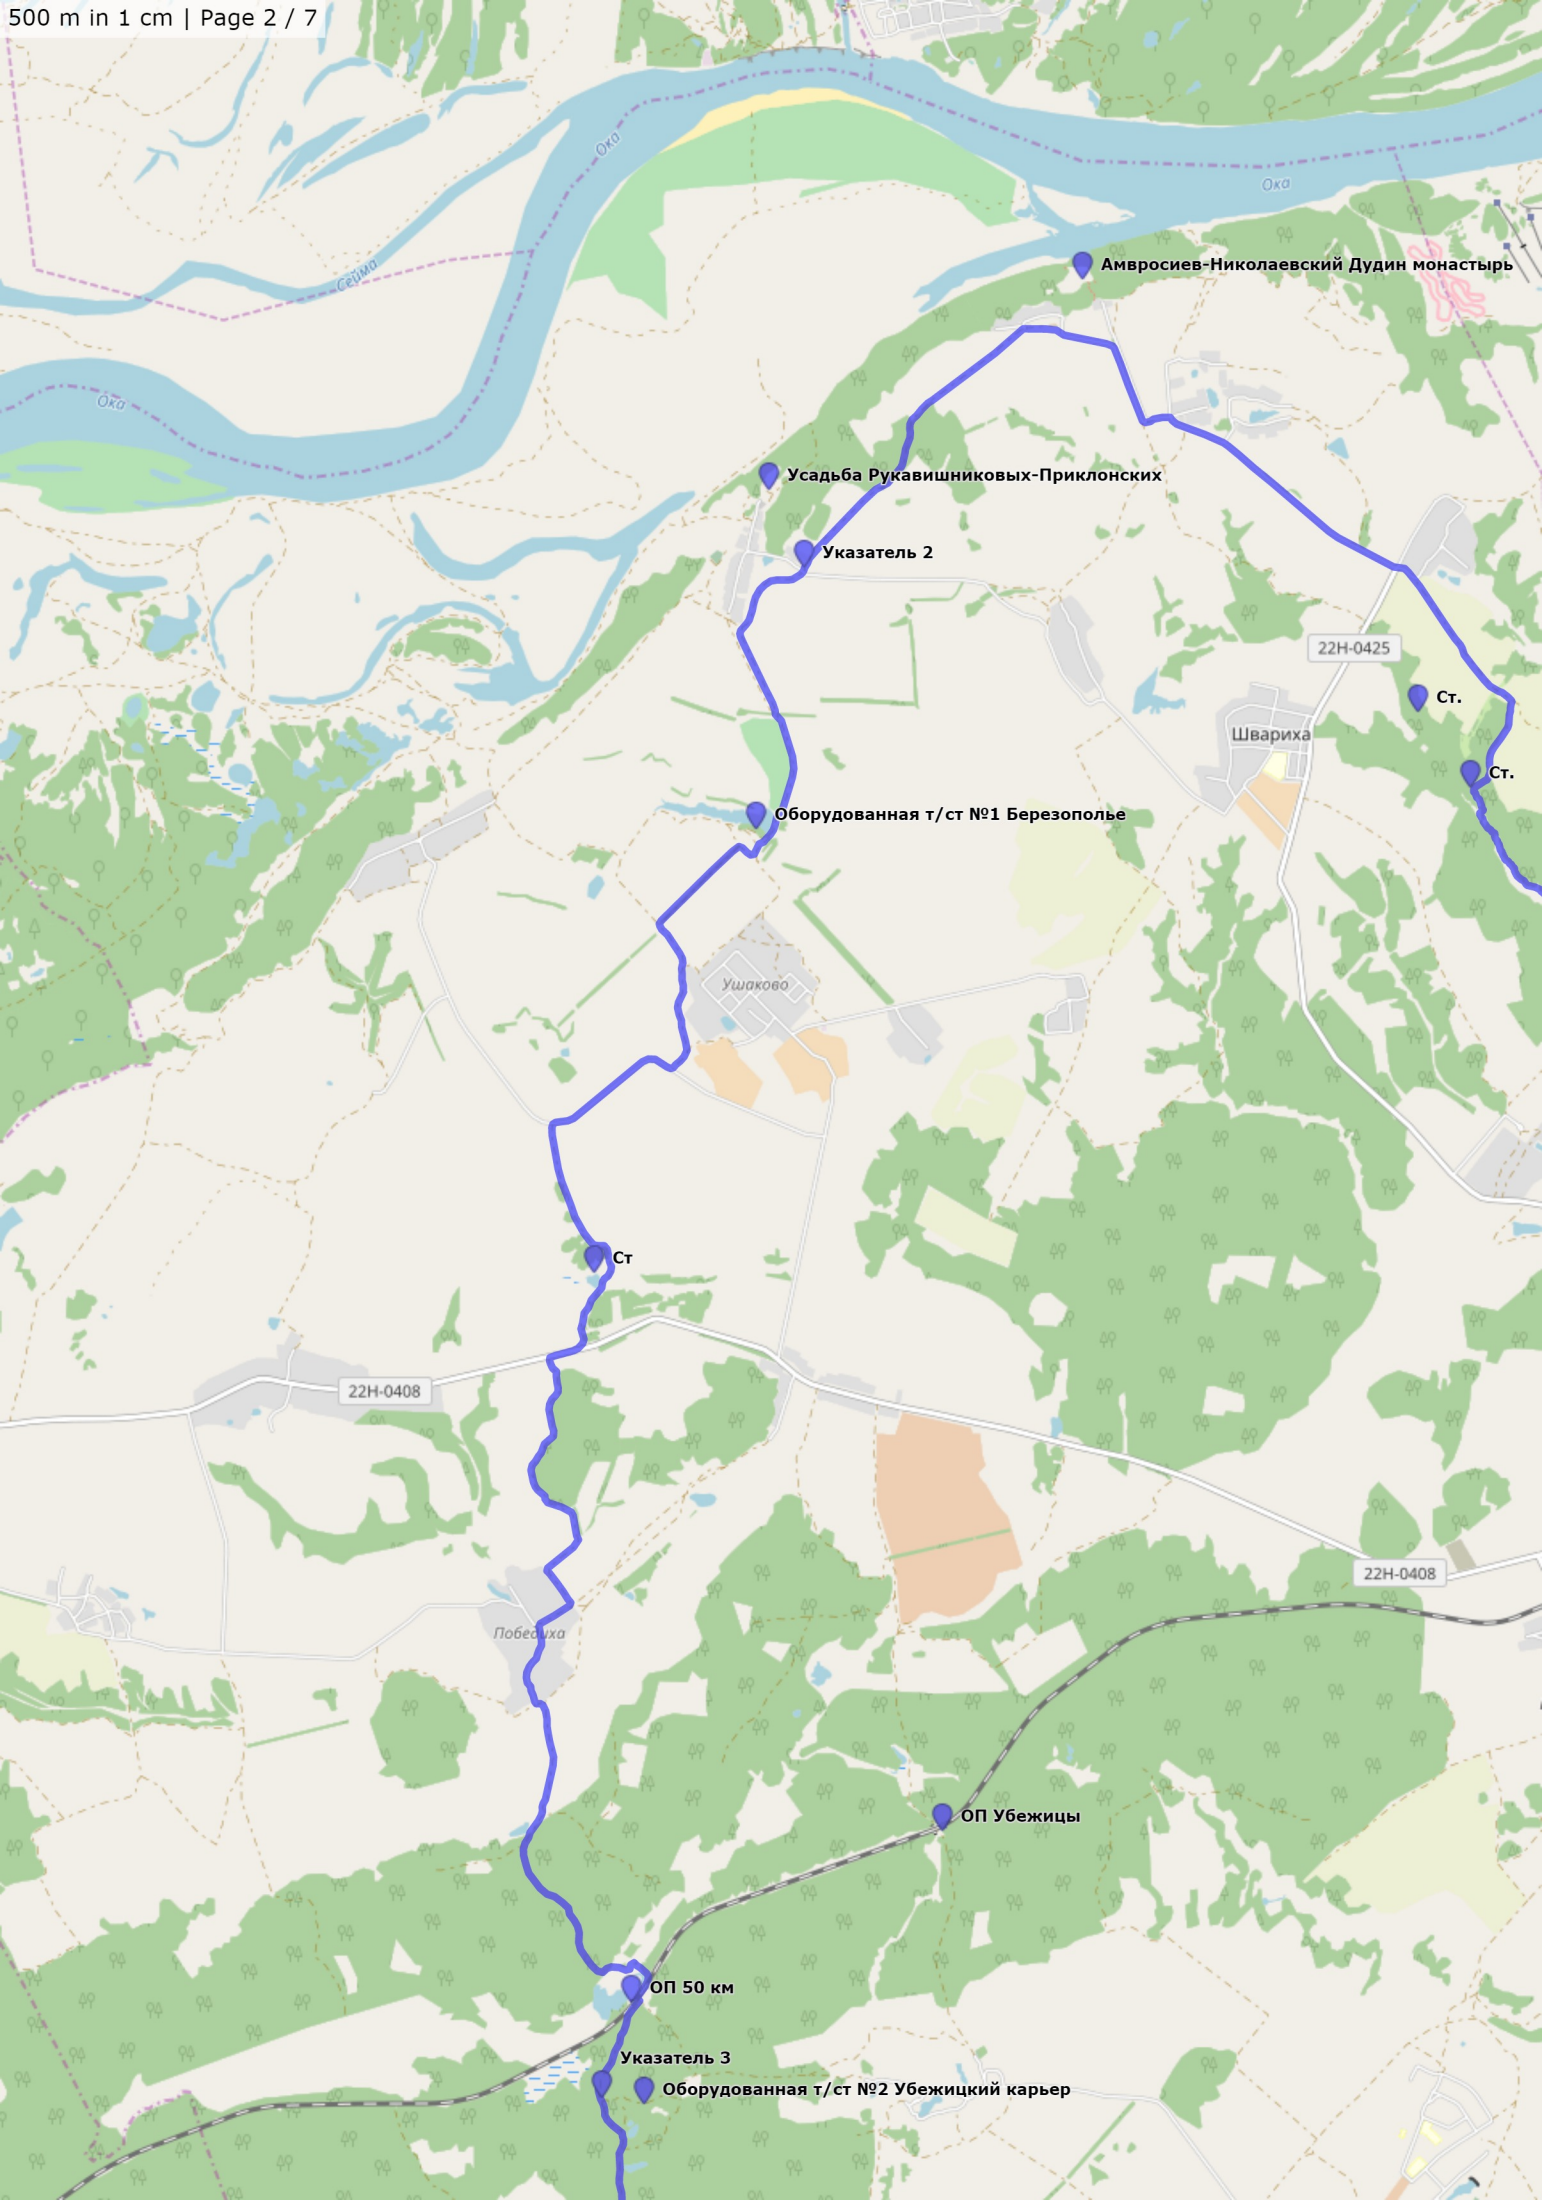 500 m in 1 cm | Page 2 / 7
Ока
Ока
Сейма
Амвросиев-Николаевский Дудин монастырь
Ока
Усадьба Рукавишниковых-Приклонских
Указатель 2
22Н-0425
Ст.
Швариха
Ст.
Оборудованная т/ст №1 Березополье
Ушаково
Ст
22Н-0408
22Н-0408
Победиха
ОП Убежицы
ОП 50 км
Указатель 3
Оборудованная т/ст №2 Убежицкий карьер